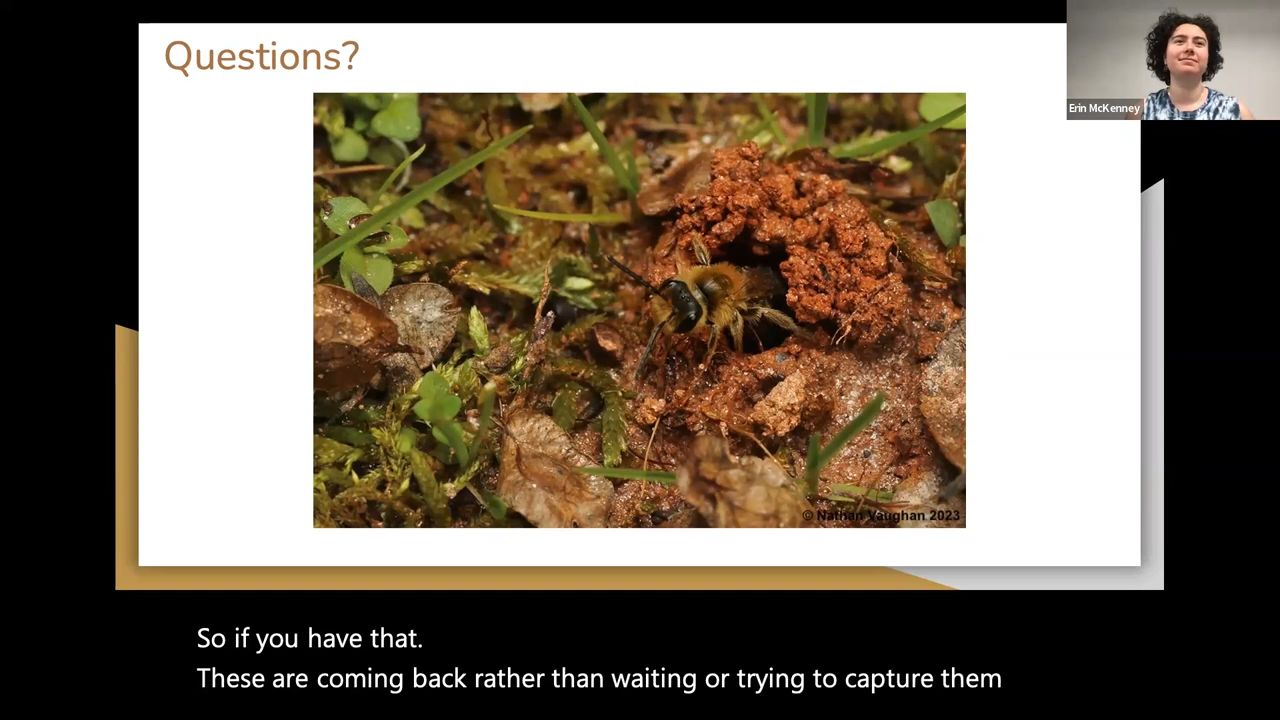 Questions?
Erin McKenney
© Nathan Vaughan 2023
So if you have that.
These are coming back rather than waiting or trying to capture them